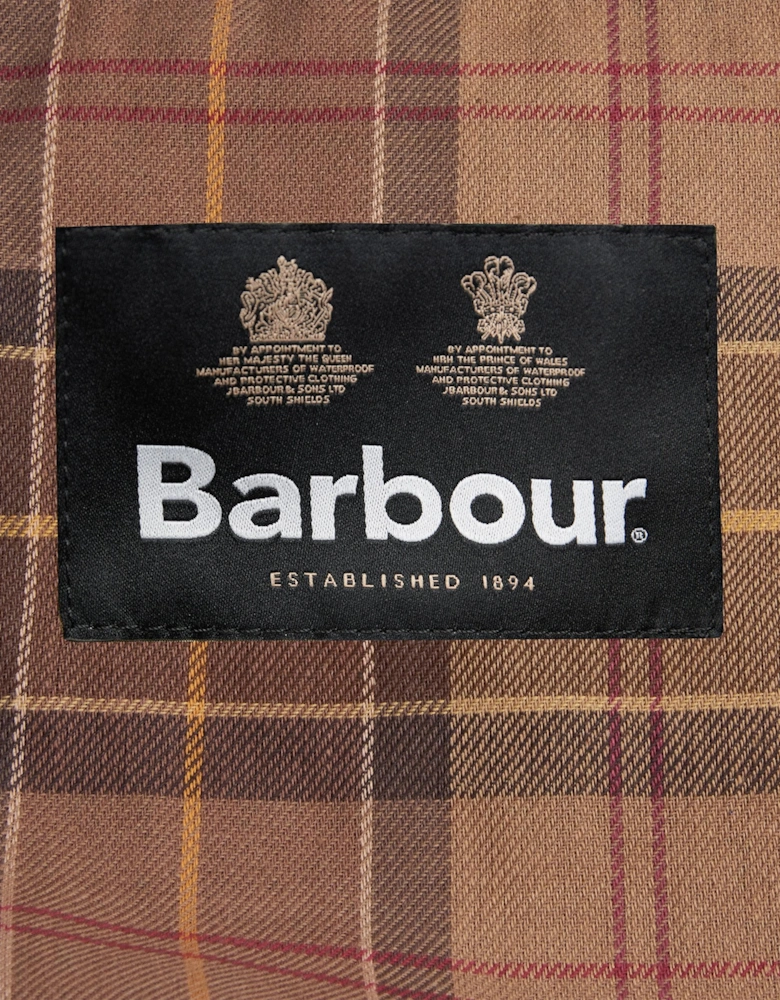 BY APPOINTMENT TO
HER MAJESTY THE QUEEN
MANUFACTURERS OF WATERPROOF
AND PROTECTIVE CLOTHING
JBARBOUR & SONS LTD
SOUTH SHIELDS
BY APPOINTMENT TO
HRH THE PRINCE OF WALES
MANUFACTURERS OF WATERPROOF
AND PROTECTIVE CLOTHING
JBARBOUR & SONS LTD
SOUTH SHIELDS
Barbour®
ESTABLISHED 1894